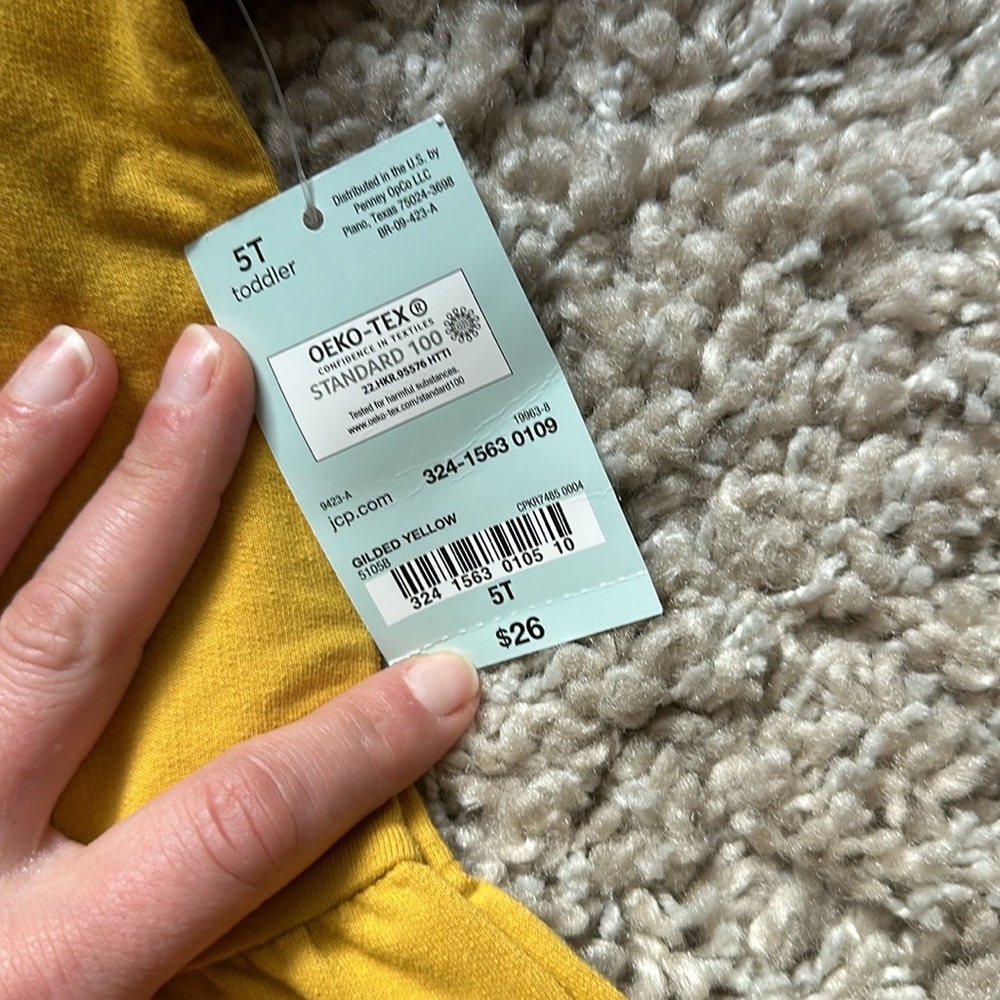 Distributed in the U.S. by
Penney OpCo LLC
Plano, Texas 75024-3698
BR-09-423-A
5T
toddler
OEKO-TEX®
CONFIDENCE IN TEXTILES
STANDARD 100
22.HKR.95576 HTTI
Tested for harmful substances.
www.oeko-tex.com/standard100
19963-8
324-1563 0109
9423-A
jcp.com
CPKR7485 0004
GILDED YELLOW
5105B
324 1563 0105 10
5T
$26